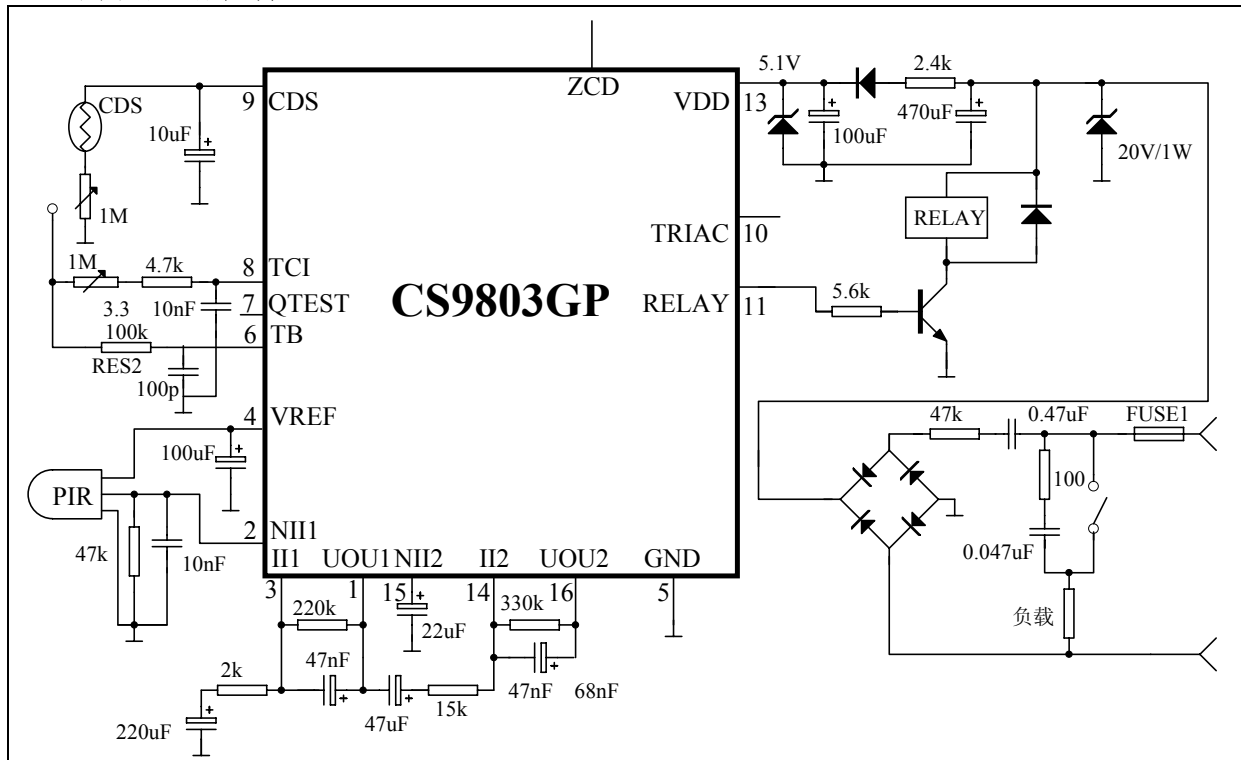 ZCD
5.1V
2.4k
CDS
9
CDS
VDD
13
10uF
+
+
100uF
470uF
+
20V/1W
1M
RELAY
TRIAC
10
1M
4.7k
8
TCI
CS9803GP
RELAY
11
5.6k
3.3
10nF
7
QTEST
100k
6
TB
RES2
100p
4
VREF
100uF
+
47k
0.47uF
FUSE1
PIR
100
2
NII1
47k
10nF
0.047uF
II1
UOU1
NII2
II2
UOU2
GND
3
1
15
14
16
5
220k
+
22uF
330k
负载
2k
47nF
+
+
47uF
15k
+
47nF
68nF
+
220uF